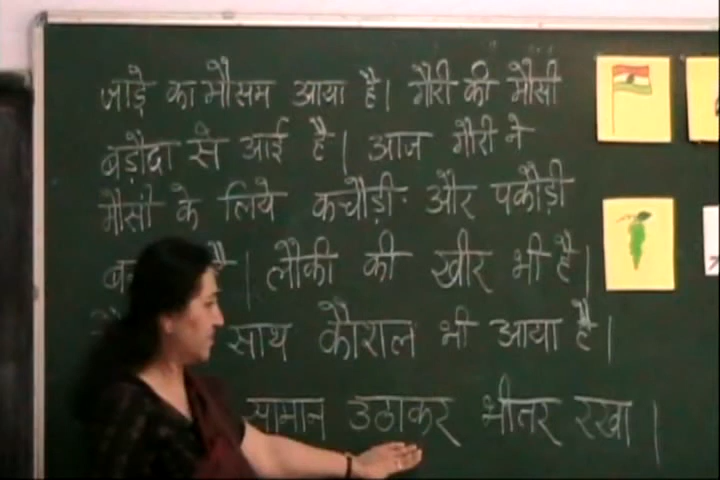 जाड़े का मौसम आया है। गौरी की मौसी
बड़ौदा से आई है। आज गौरी ने
मौसी के लिये कचौड़ी और पकौड़ी
लौकी की खीर भी है।
साथ कौशल भी आया है।
सामान उठाकर भीतर रखा।